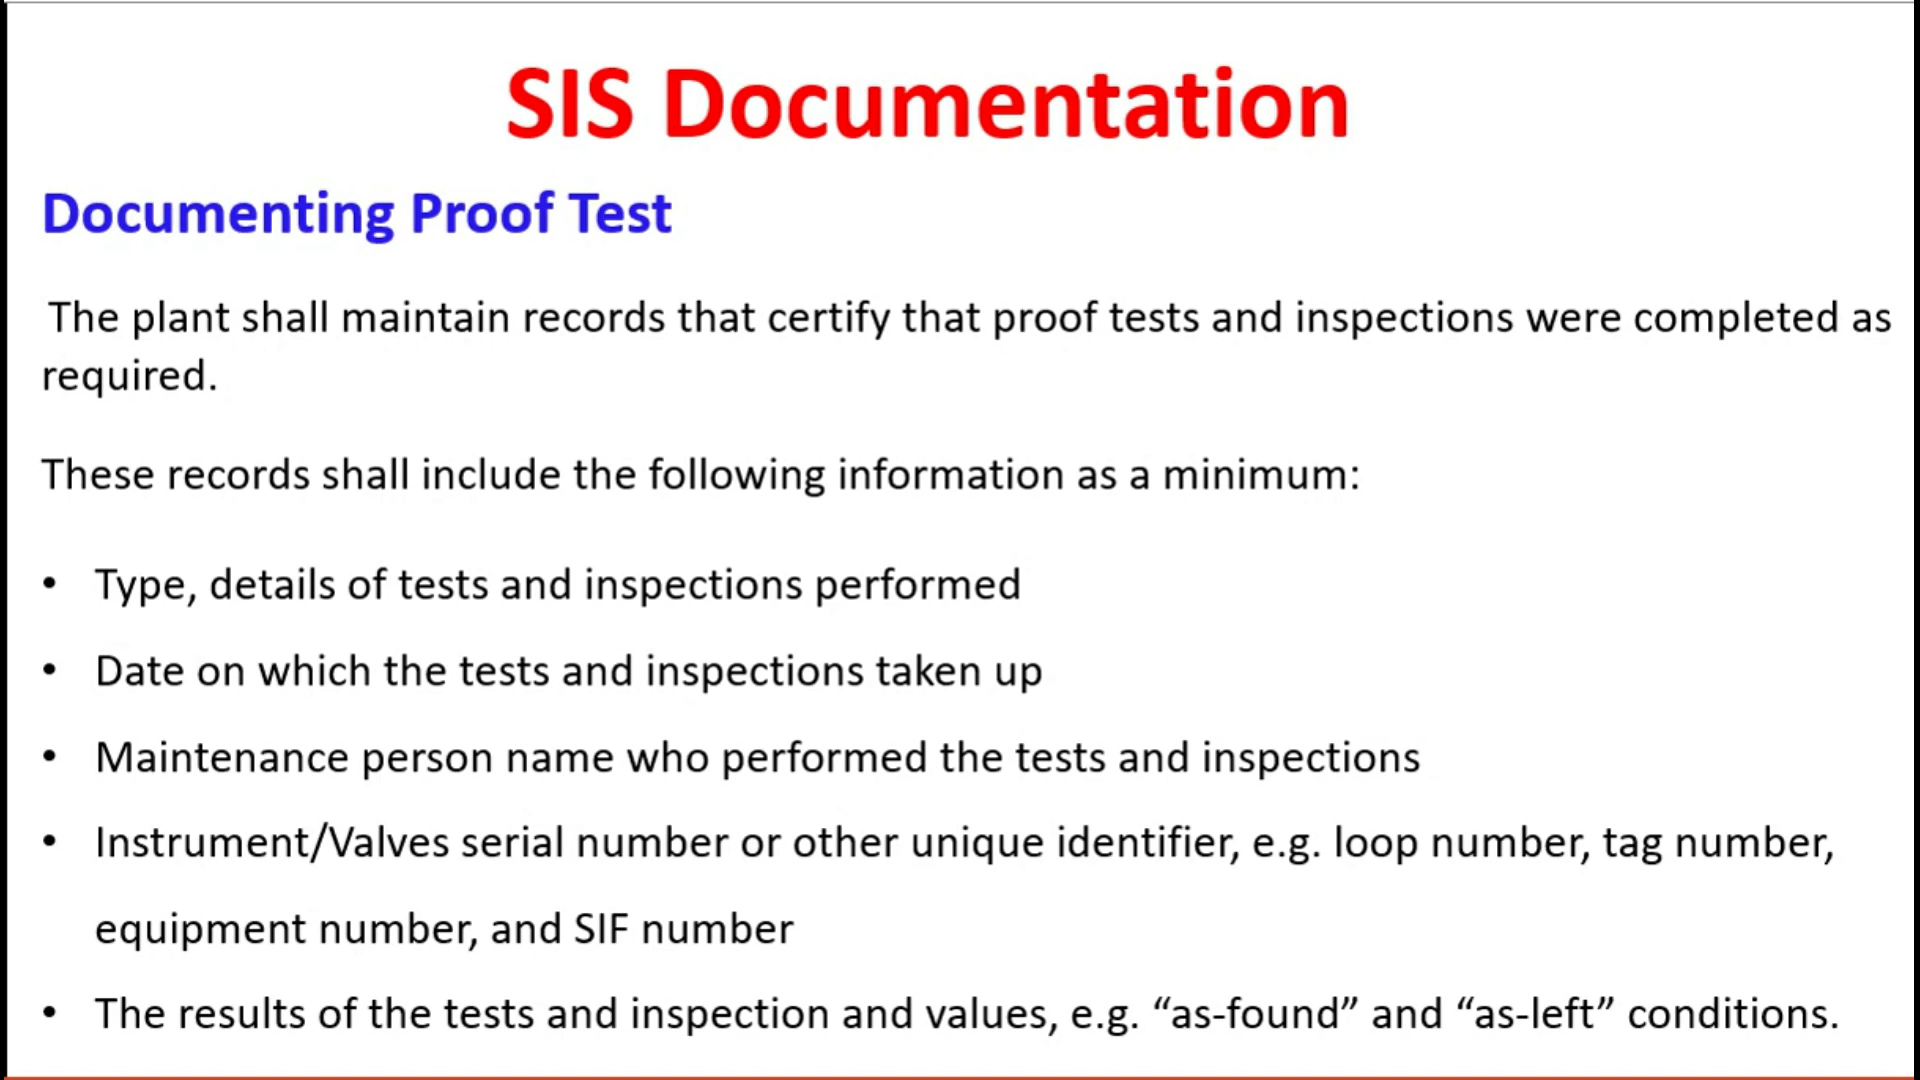 SIS Documentation
Documenting Proof Test
The plant shall maintain records that certify that proof tests and inspections were completed as
required.
These records shall include the following information as a minimum:
• Type, details of tests and inspections performed
• Date on which the tests and inspections taken up
• Maintenance person name who performed the tests and inspections
• Instrument/Valves serial number or other unique identifier, e.g. loop number, tag number,
equipment number, and SIF number
• The results of the tests and inspection and values, e.g. “as-found” and “as-left” conditions.